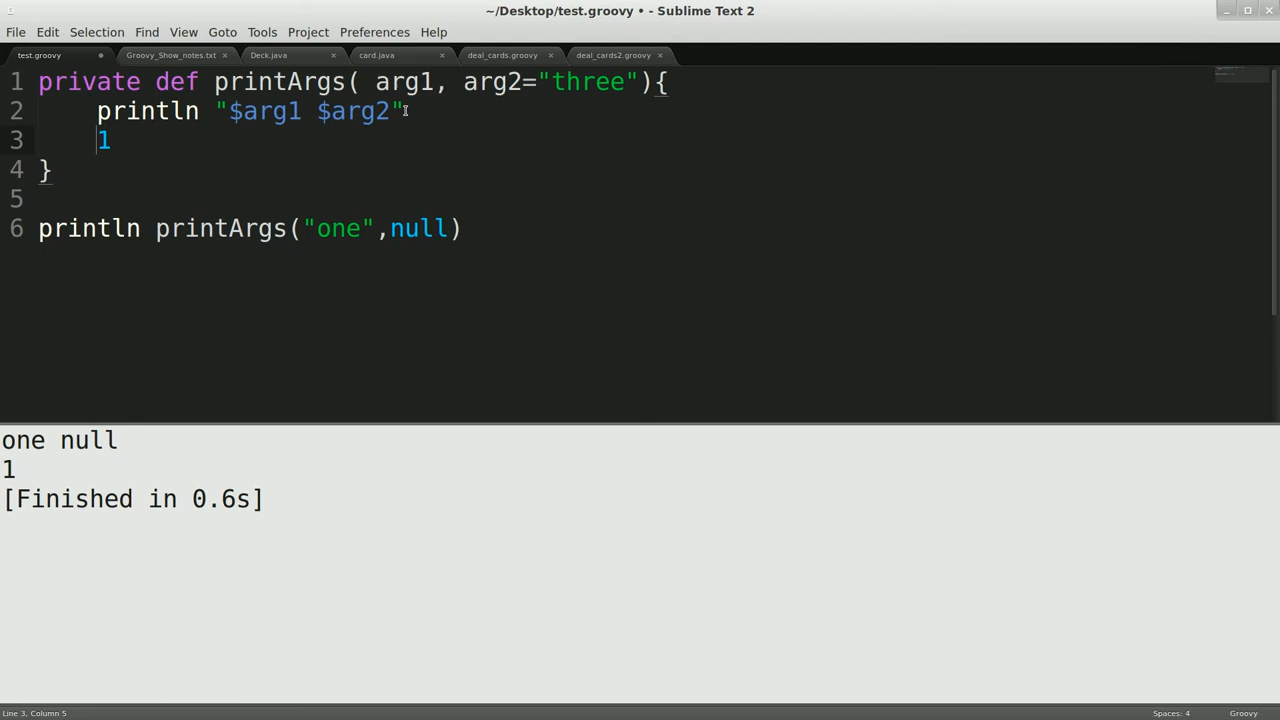 ~/Desktop/test.groovy • - Sublime Text 2
File Edit Selection Find View Goto Tools Project Preferences Help
test.groovy Groovy_Show_notes.txt × Deck.java × card.java × deal_cards.groovy × deal_cards2.groovy ×
1 private def printArgs( arg1, arg2="three"){
2 println "$arg1 $arg2"
3 1
4 }
5
6 println printArgs("one",null)
one null
1
[Finished in 0.6s]
Line 3, Column 5 Spaces: 4 Groovy